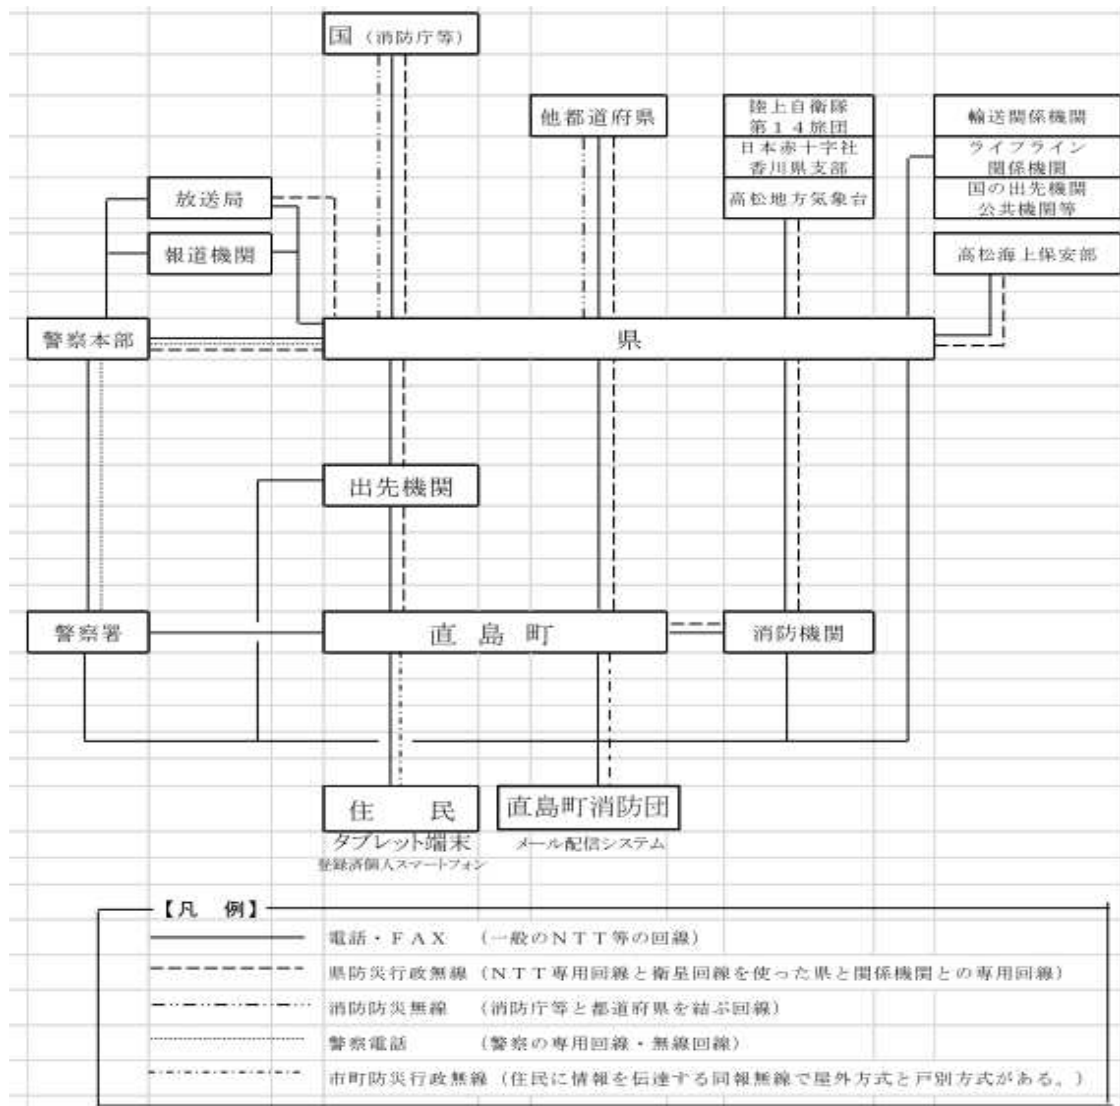 国（消防庁等）
他都道府県
陸上自衛隊
第１４旅団
日本赤十字社
香川県支部
高松地方気象台
輸送関係機関
ライフライン
関係機関
国の出先機関
公共機関等
放送局
報道機関
高松海上保安部
警察本部
県
出先機関
警察署
直島町
消防機関
住　民
タブレット端末
登録済個人スマートフォン
直島町消防団
メール配信システム
【凡　例】
電話・ＦＡＸ　（一般のＮＴＴ等の回線）
県防災行政無線（ＮＴＴ専用回線と衛星回線を使った県と関係機関との専用回線）
消防防災無線　（消防庁等と都道府県を結ぶ回線）
警察電話　　　（警察の専用回線・無線回線）
市町防災行政無線（住民に情報を伝達する同報無線で屋外方式と戸別方式がある。）